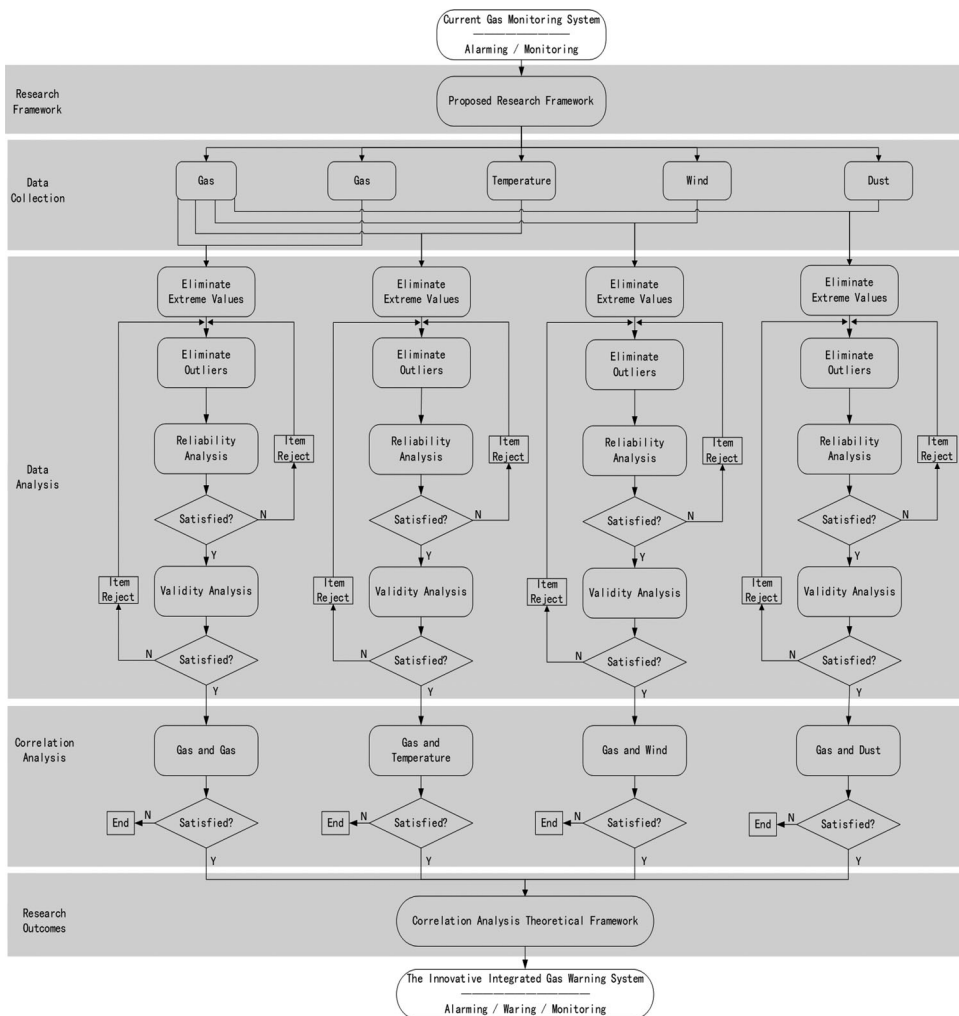 Current Gas Monitoring System
Alarming / Monitoring
Research
Framework
Proposed Research Framework
Data
Collection
Gas
Gas
Temperature
Wind
Dust
Data
Analysis
Eliminate
Extreme Values
Eliminate
Extreme Values
Eliminate
Extreme Values
Eliminate
Extreme Values
Eliminate
Outliers
Eliminate
Outliers
Eliminate
Outliers
Eliminate
Outliers
Reliability
Analysis
Item
Reject
Reliability
Analysis
Item
Reject
Reliability
Analysis
Item
Reject
Reliability
Analysis
Item
Reject
Satisfied?
N
Y
Satisfied?
N
Y
Satisfied?
N
Y
Satisfied?
N
Y
Item
Reject
Validity Analysis
Item
Reject
Validity Analysis
Item
Reject
Validity Analysis
Item
Reject
Validity Analysis
N
Satisfied?
Y
N
Satisfied?
Y
N
Satisfied?
Y
N
Satisfied?
Y
Correlation
Analysis
Gas and Gas
Gas and
Temperature
Gas and Wind
Gas and Dust
End
N
Satisfied?
Y
End
N
Satisfied?
Y
End
N
Satisfied?
Y
End
N
Satisfied?
Y
Research
Outcomes
Correlation Analysis Theoretical Framework
The Innovative Integrated Gas Warning System
Alarming / Waring / Monitoring